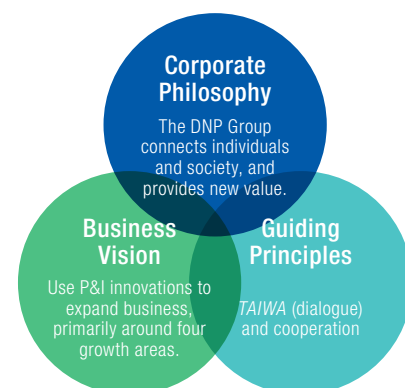 Corporate
Philosophy
The DNP Group
connects individuals
and society, and
provides new value.
Business
Vision
Use P&I innovations to
expand business,
primarily around four
growth areas.
Guiding
Principles
TAIWA (dialogue)
and cooperation